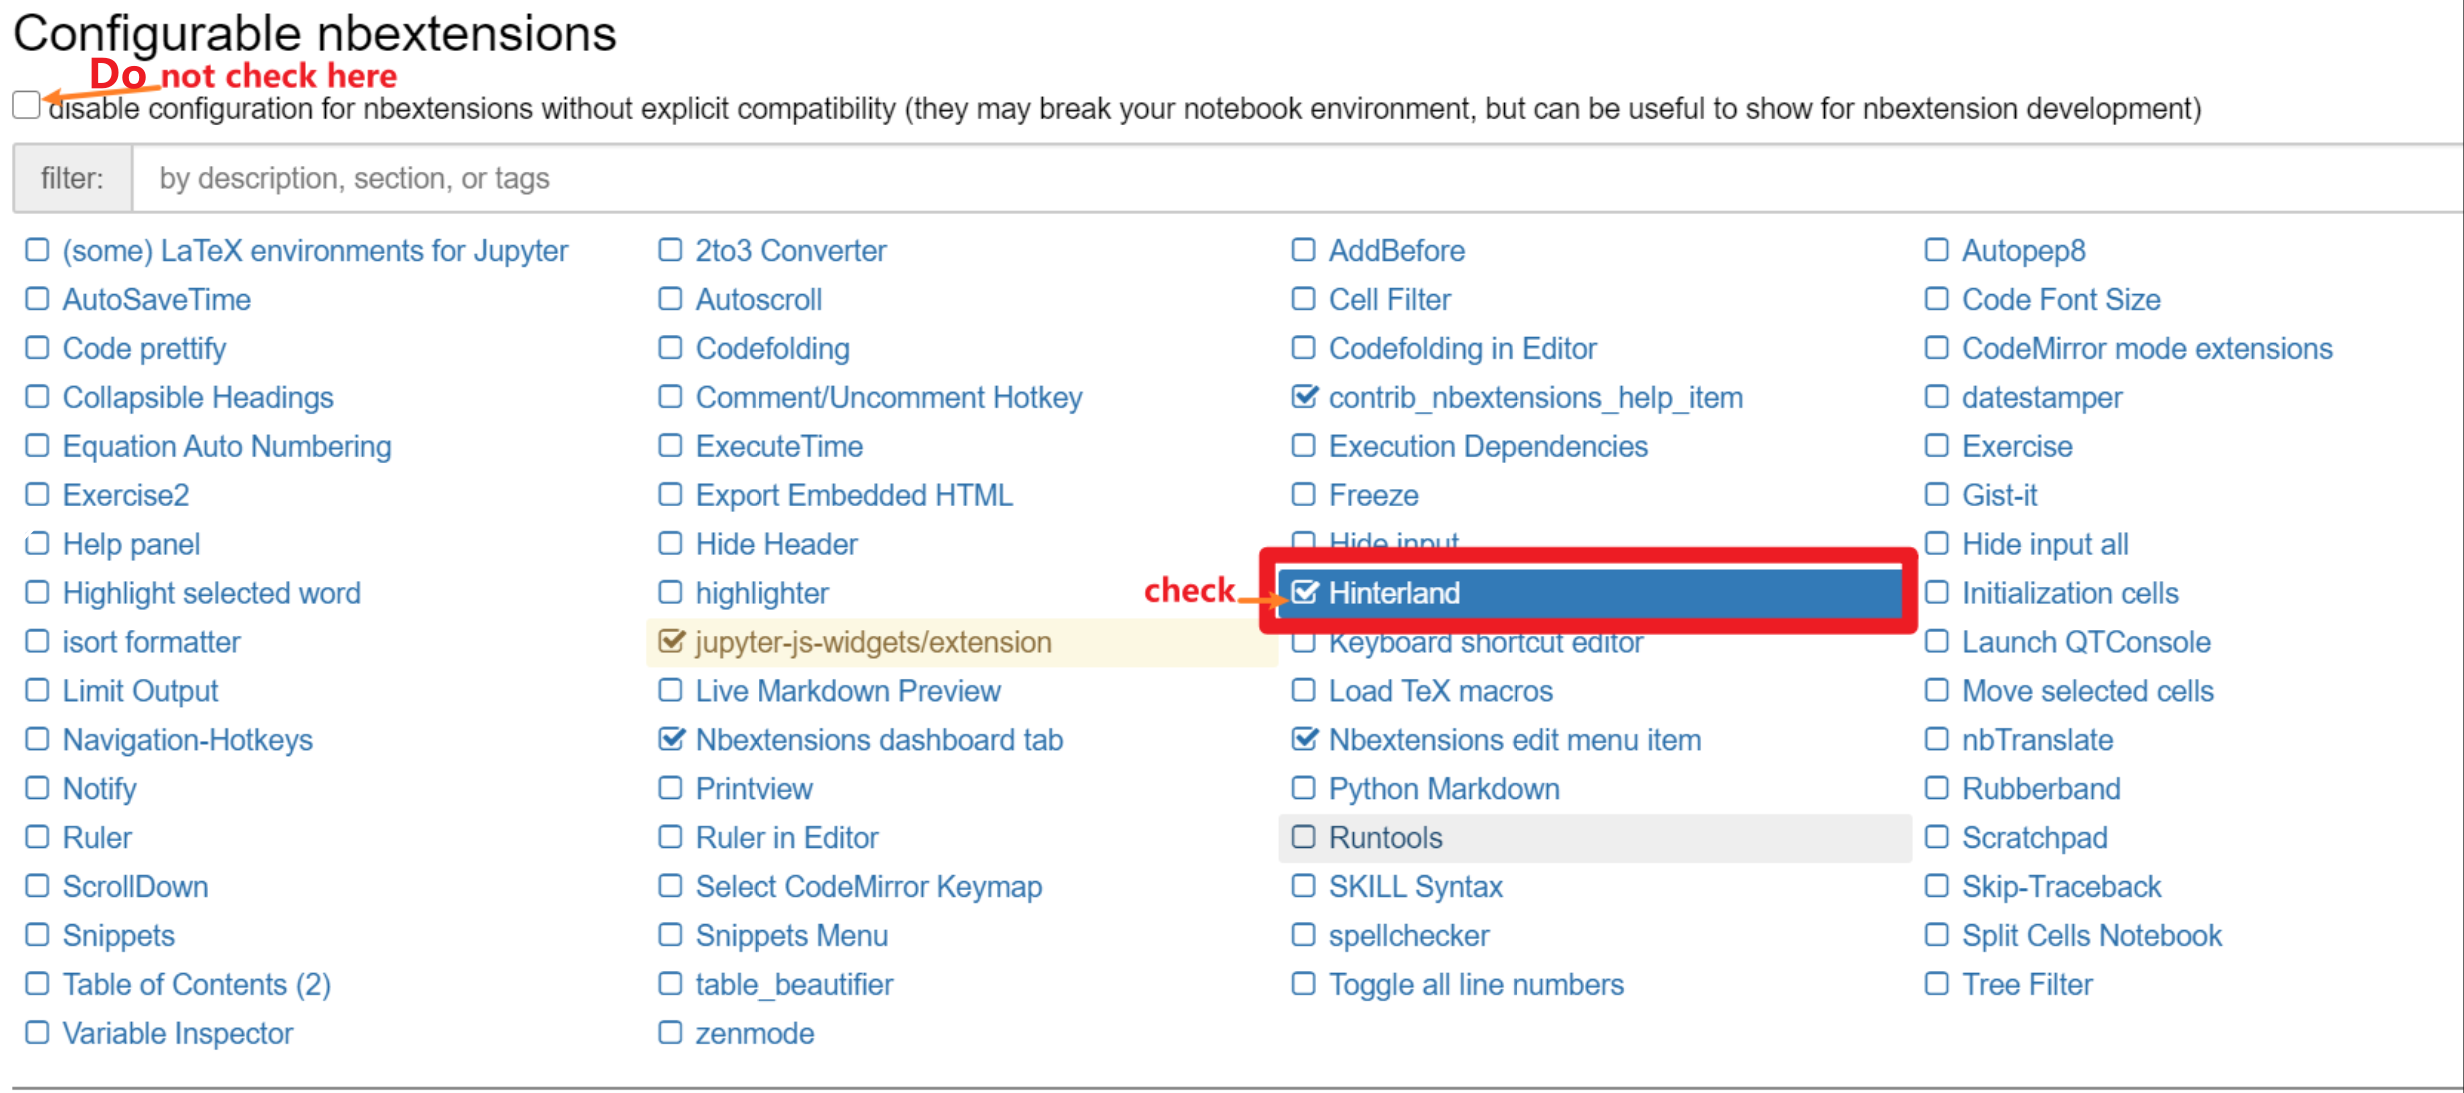 Configurable nbextensions
Do not check here
disable configuration for nbextensions without explicit compatibility (they may break your notebook environment, but can be useful to show for nbextension development)
filter: by description, section, or tags
(some) LaTeX environments for Jupyter 2to3 Converter AddBefore Autopep8
AutoSaveTime Autoscroll Cell Filter Code Font Size
Code prettify Codefolding Codefolding in Editor CodeMirror mode extensions
Collapsible Headings Comment/Uncomment Hotkey contrib_nbextensions_help_item datestamper
Equation Auto Numbering ExecuteTime Execution Dependencies Exercise
Exercise2 Export Embedded HTML Freeze Gist-it
Help panel Hide Header Hide input Hide input all
Highlight selected word highlighter check Hinterland Initialization cells
isort formatter jupyter-js-widgets/extension Keyboard shortcut editor Launch QTConsole
Limit Output Live Markdown Preview Load TeX macros Move selected cells
Navigation-Hotkeys Nbextensions dashboard tab Nbextensions edit menu item nbTranslate
Notify Printview Python Markdown Rubberband
Ruler Ruler in Editor Runtools Scratchpad
ScrollDown Select CodeMirror Keymap SKILL Syntax Skip-Traceback
Snippets Snippets Menu spellchecker Split Cells Notebook
Table of Contents (2) table_beautifier Toggle all line numbers Tree Filter
Variable Inspector zenmode